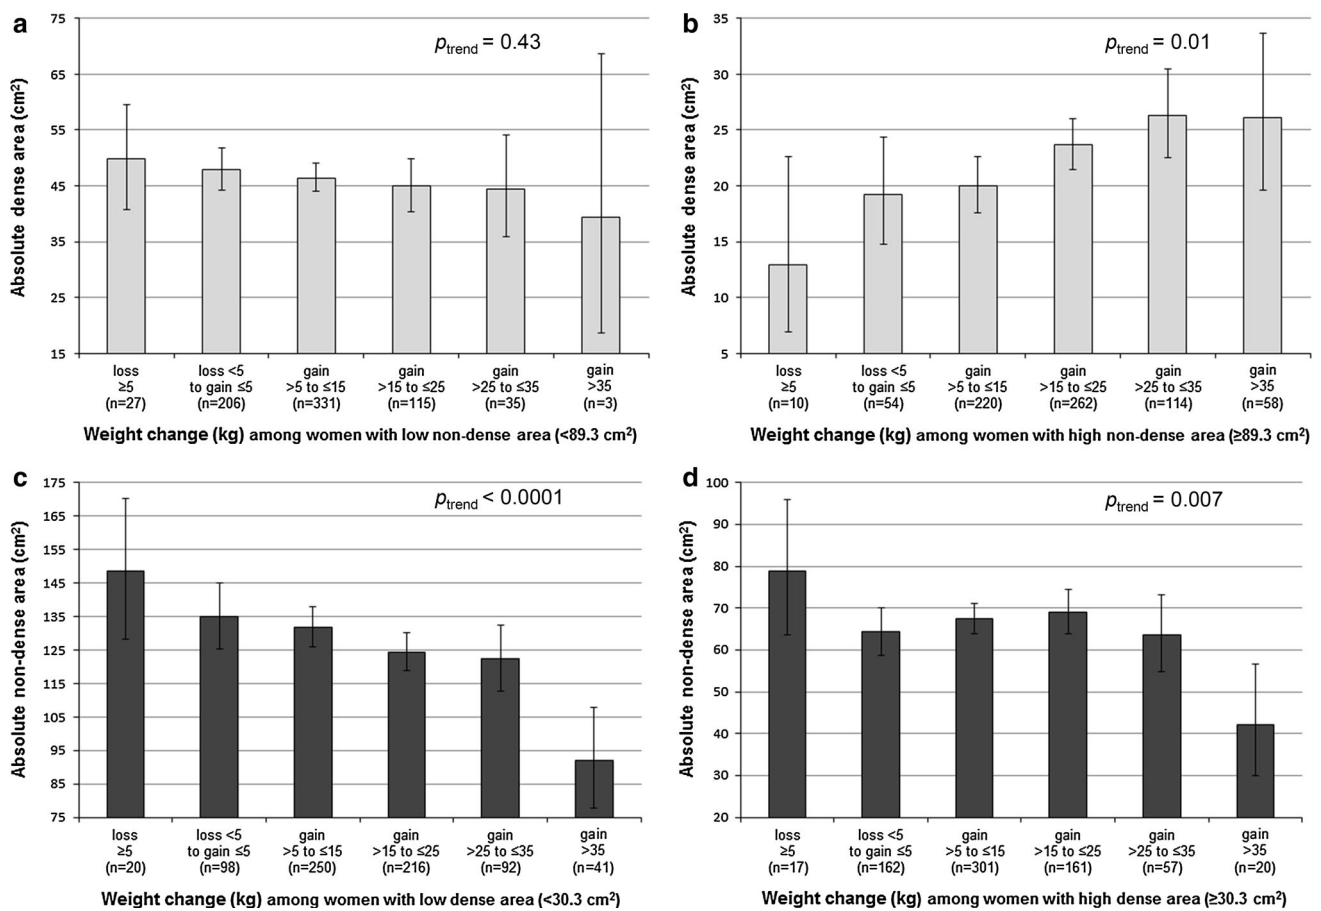 a
p trend = 0.43
Absolute dense area (cm²)
75
65
55
45
35
25
15
loss ≥5 (n=27)
loss <5 to gain ≤5 (n=206)
gain >5 to ≤15 (n=331)
gain >15 to ≤25 (n=115)
gain >25 to ≤35 (n=35)
gain >35 (n=3)
Weight change (kg) among women with low non-dense area (<89.3 cm²)
b
p trend = 0.01
Absolute dense area (cm²)
35
30
25
20
15
10
5
loss ≥5 (n=10)
loss <5 to gain ≤5 (n=54)
gain >5 to ≤15 (n=220)
gain >15 to ≤25 (n=262)
gain >25 to ≤35 (n=114)
gain >35 (n=58)
Weight change (kg) among women with high non-dense area (≥89.3 cm²)
c
p trend < 0.0001
Absolute non-dense area (cm²)
175
165
155
145
135
125
115
105
95
85
75
loss ≥5 (n=20)
loss <5 to gain ≤5 (n=98)
gain >5 to ≤15 (n=250)
gain >15 to ≤25 (n=216)
gain >25 to ≤35 (n=92)
gain >35 (n=41)
Weight change (kg) among women with low dense area (<30.3 cm²)
d
p trend = 0.007
Absolute non-dense area (cm²)
100
90
80
70
60
50
40
30
20
loss ≥5 (n=17)
loss <5 to gain ≤5 (n=162)
gain >5 to ≤15 (n=301)
gain >15 to ≤25 (n=161)
gain >25 to ≤35 (n=57)
gain >35 (n=20)
Weight change (kg) among women with high dense area (≥30.3 cm²)